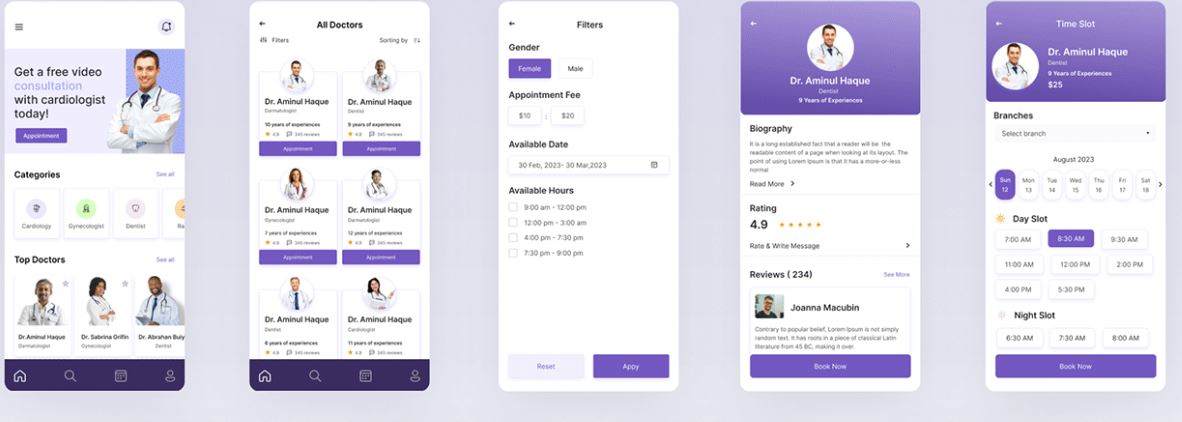 Get a free video
consultation
with cardiologist
today!
Appointment
Categories
See all
Cardiology
Gynecologist
Dentist
Ra
Top Doctors
See all
Dr.Aminul Haque
Dermatologist
Dr. Sabrina Grifin
Cardiologist
Dr. Abrahan Buiy
Dentist
All Doctors
Filters
Sorting by
Dr. Aminul Haque
Dermatologist
10 years of experiences
4.9
345 reviews
Appointment
Dr. Aminul Haque
Dentist
9 years of experiences
4.9
345 reviews
Appointment
Dr. Aminul Haque
Gynecologist
7 years of experiences
4.9
345 reviews
Appointment
Dr. Aminul Haque
Dermatologist
12 years of experiences
4.9
345 reviews
Appointment
Dr. Aminul Haque
Dentist
6 years of experiences
4.9
345 reviews
Dr. Aminul Haque
Cardiologist
11 years of experiences
4.9
345 reviews
Filters
Gender
Female
Male
Appointment Fee
$10 : $20
Available Date
30 Feb, 2023- 30 Mar,2023
Available Hours
9:00 am - 12:00 pm
12:00 pm - 3:00 am
4:00 pm - 7:30 pm
7:30 pm - 9:00 pm
Reset
Appy
Dr. Aminul Haque
Dentist
9 Years of Experiences
Biography
It is a long established fact that a reader will be the
readable content of a page when looking at its layout. The
point of using Lorem Ipsum is that it has a more-or-less
normal
Read More
Rating
4.9
Rate & Write Message
Reviews ( 234)
See More
Joanna Macubin
Contrary to popular belief, Lorem Ipsum is not simply
random text. It has roots in a piece of classical Latin
literature from 45 BC, making it over.
Book Now
Time Slot
Dr. Aminul Haque
Dentist
9 Years of Experiences
$25
Branches
Select branch
August 2023
Sun Mon Tue Wed Thu Fri Sat
12 13 14 15 16 17 18
Day Slot
7:00 AM 8:30 AM 9:30 AM
11:00 AM 12:00 PM 2:00 PM
4:00 PM 5:30 PM
Night Slot
6:30 AM 7:30 AM 8:00 AM
Book Now